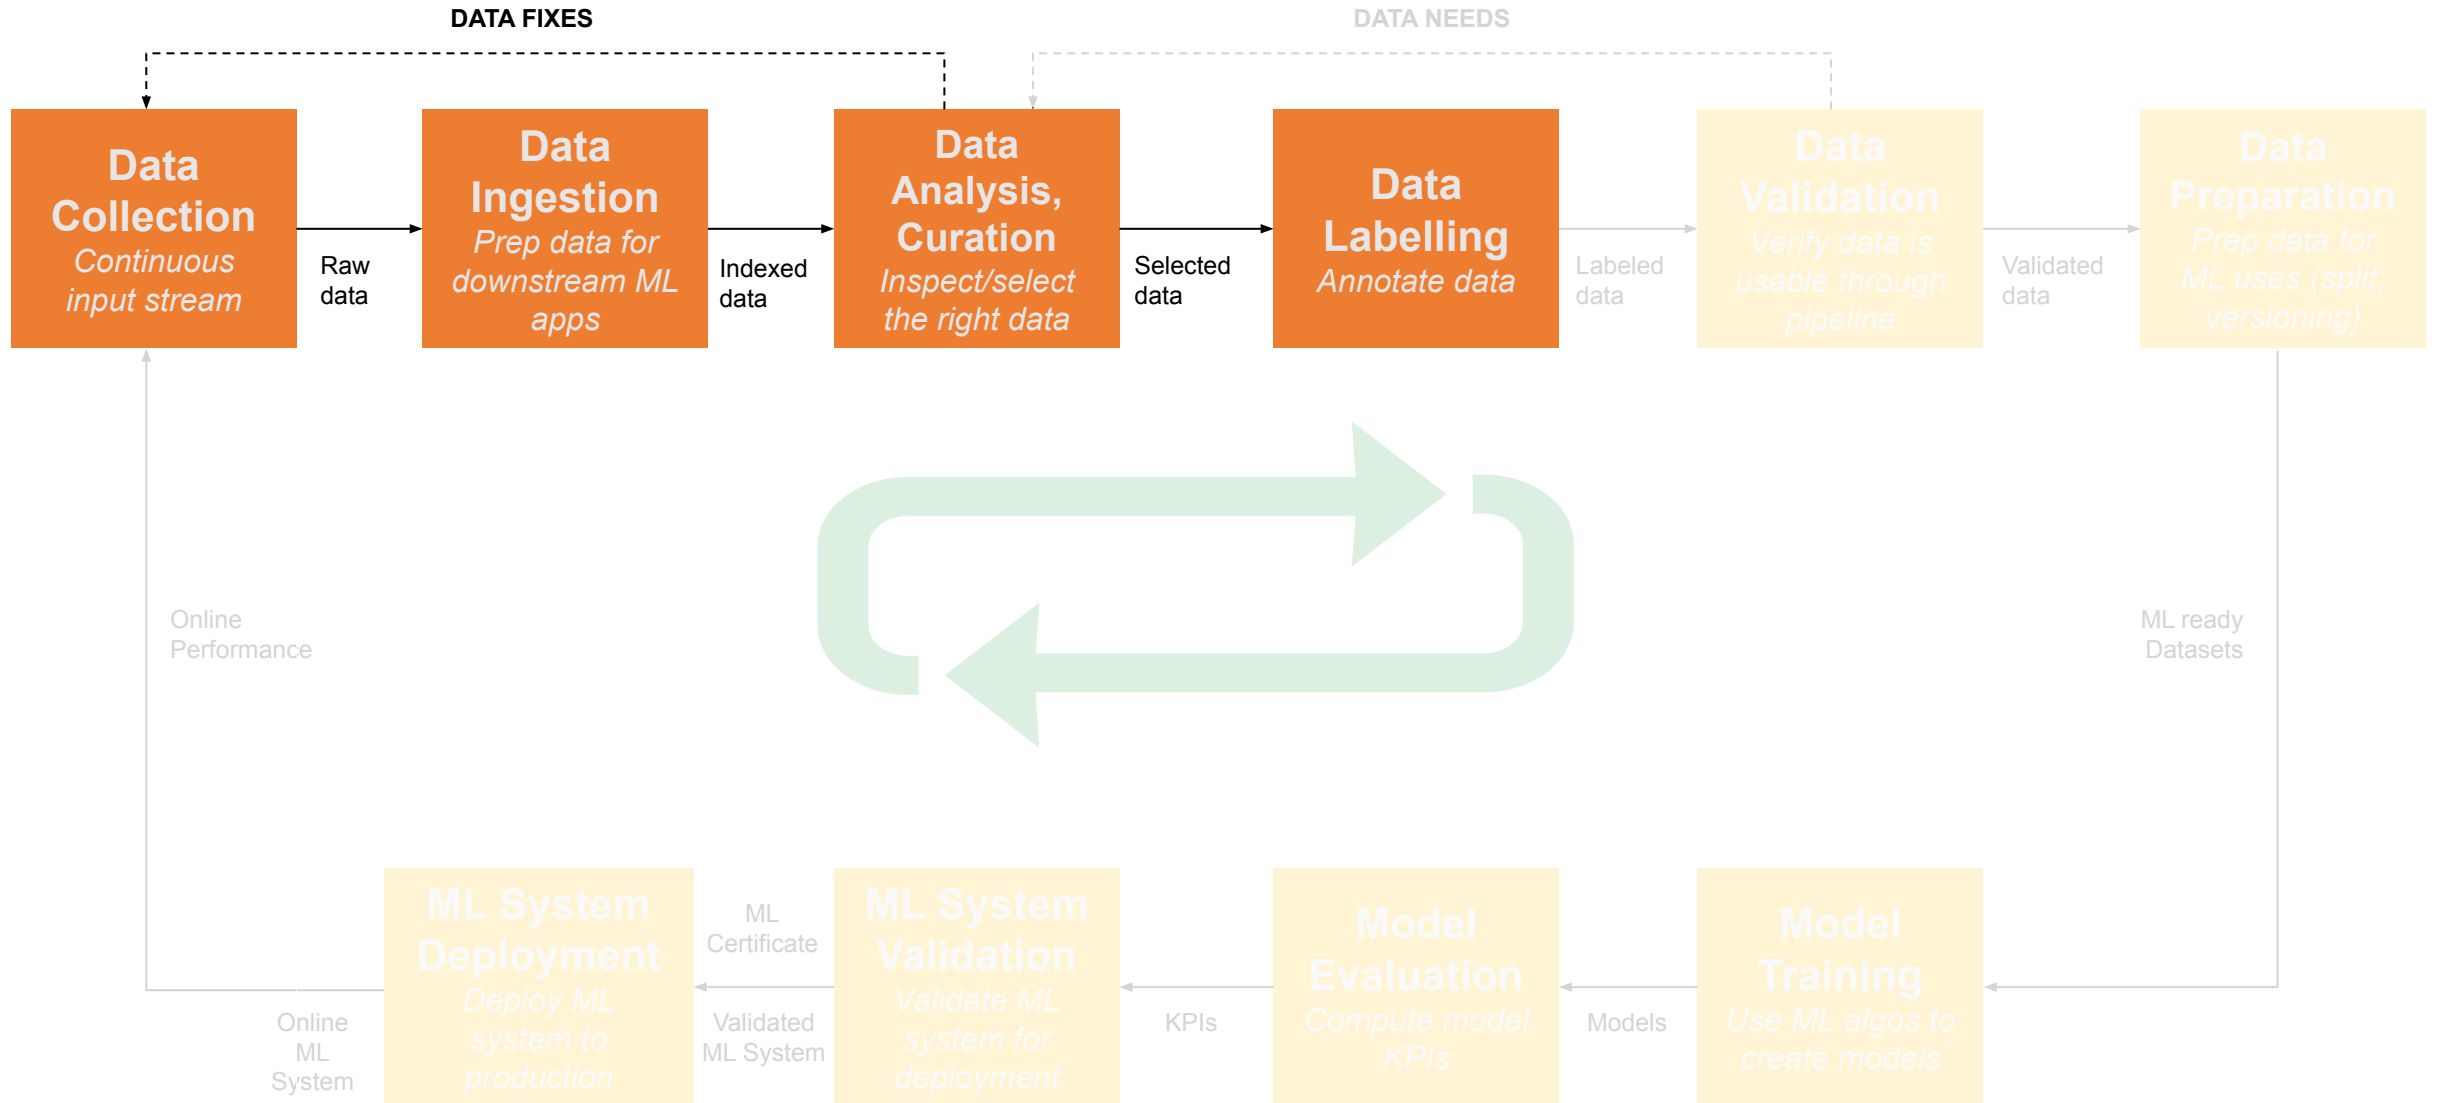 DATA FIXES
DATA NEEDS
Data
Collection
Continuous
input stream
Raw
data
Data
Ingestion
Prep data for
downstream ML
apps
Indexed
data
Data
Analysis,
Curation
Inspect/select
the right data
Selected
data
Data
Labelling
Annotate data
Labeled
data
Data
Validation
Verify data is
usable through
pipeline
Validated
data
Data
Preparation
Prep data for
ML uses (split,
versioning)
Online
Performance
ML ready
Datasets
Online
ML
System
ML System
Deployment
Deploy ML
system to
production
ML
Certificate
Validated
ML System
ML System
Validation
Validate ML
system for
deployment
KPIs
Model
Evaluation
Compute model
KPIs
Models
Model
Training
Use ML algos to
create models